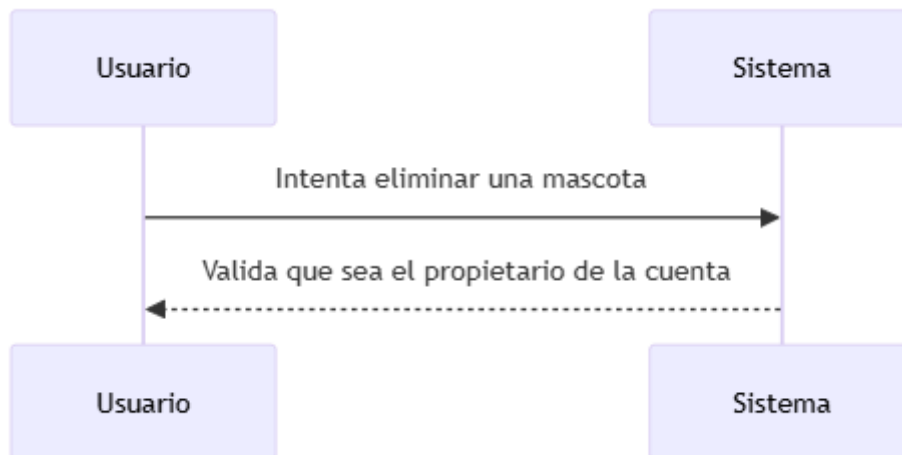 Usuario
Sistema
Intenta eliminar una mascota
Valida que sea el propietario de la cuenta
Usuario
Sistema